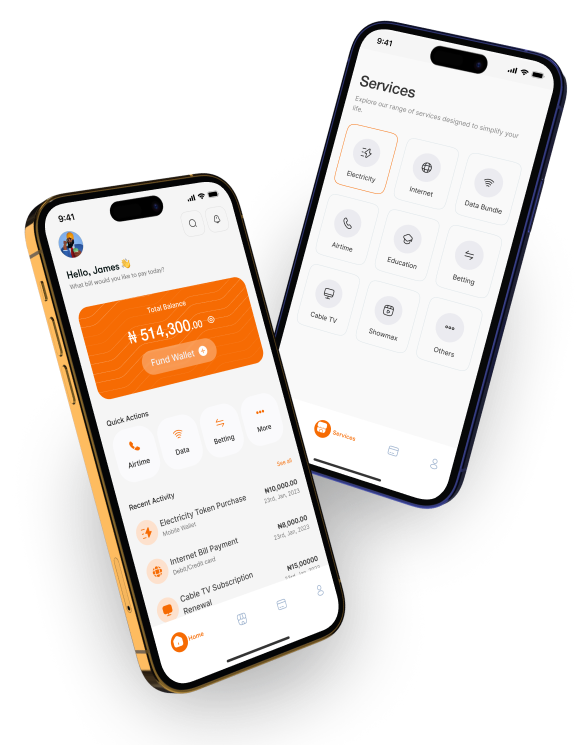 9:41
Services
Explore our range of services designed to simplify your
life.
Electricity
Internet
Data Bundle
Airtime
Education
Betting
Cable TV
Showmax
Others
Services
9:41
Hello, James 👋
What bill would you like to pay today?
Total Balance
₦ 514,300.00
Fund Wallet
Quick Actions
Airtime
Data
Betting
More
Recent Activity
See all
Electricity Token Purchase
₦10,000.00
Mobile Wallet
23rd, Jan, 2023
Internet Bill Payment
₦8,000.00
Debit/Credit card
23rd, Jan, 2023
Cable TV Subscription
Renewal
₦15,00000
Home